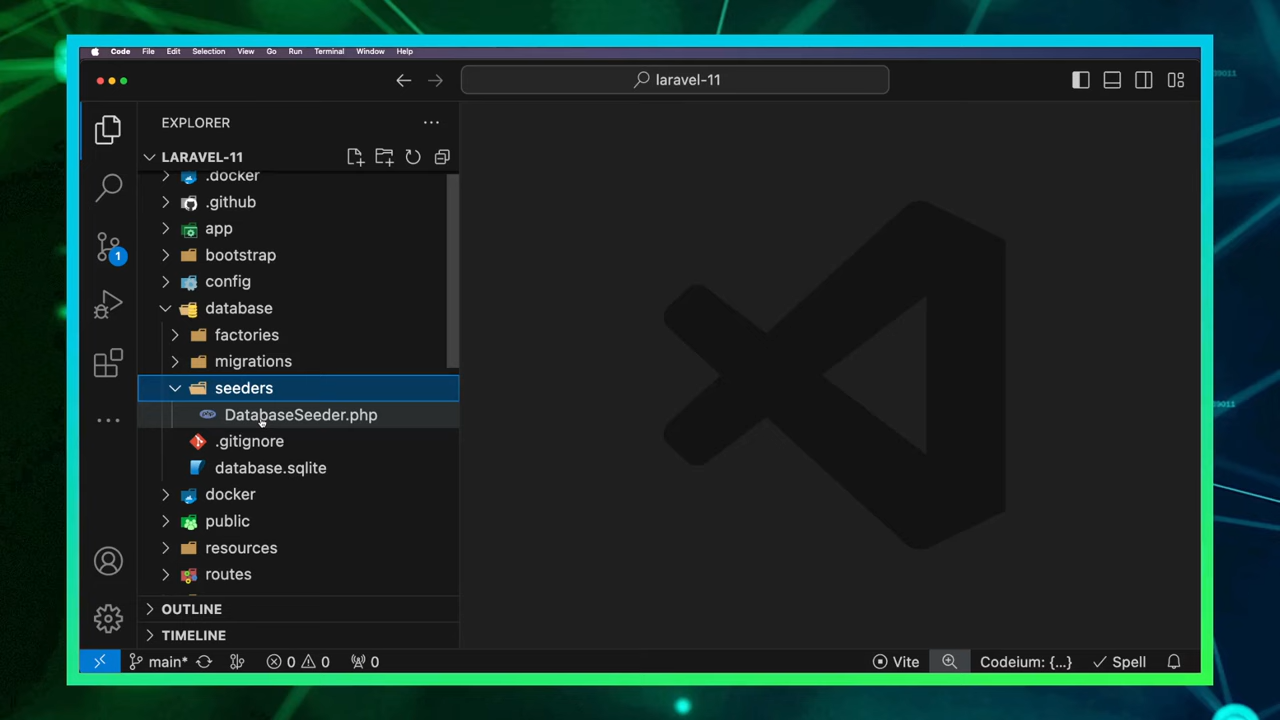 Code File Edit Selection View Go Run Terminal Window Help
laravel-11
EXPLORER
LARAVEL-11
.docker
.github
app
bootstrap
config
database
factories
migrations
seeders
DatabaseSeeder.php
.gitignore
database.sqlite
docker
public
resources
routes
OUTLINE
TIMELINE
1
main* 0 0 0 Vite Codeium: {...} Spell
39011
39011